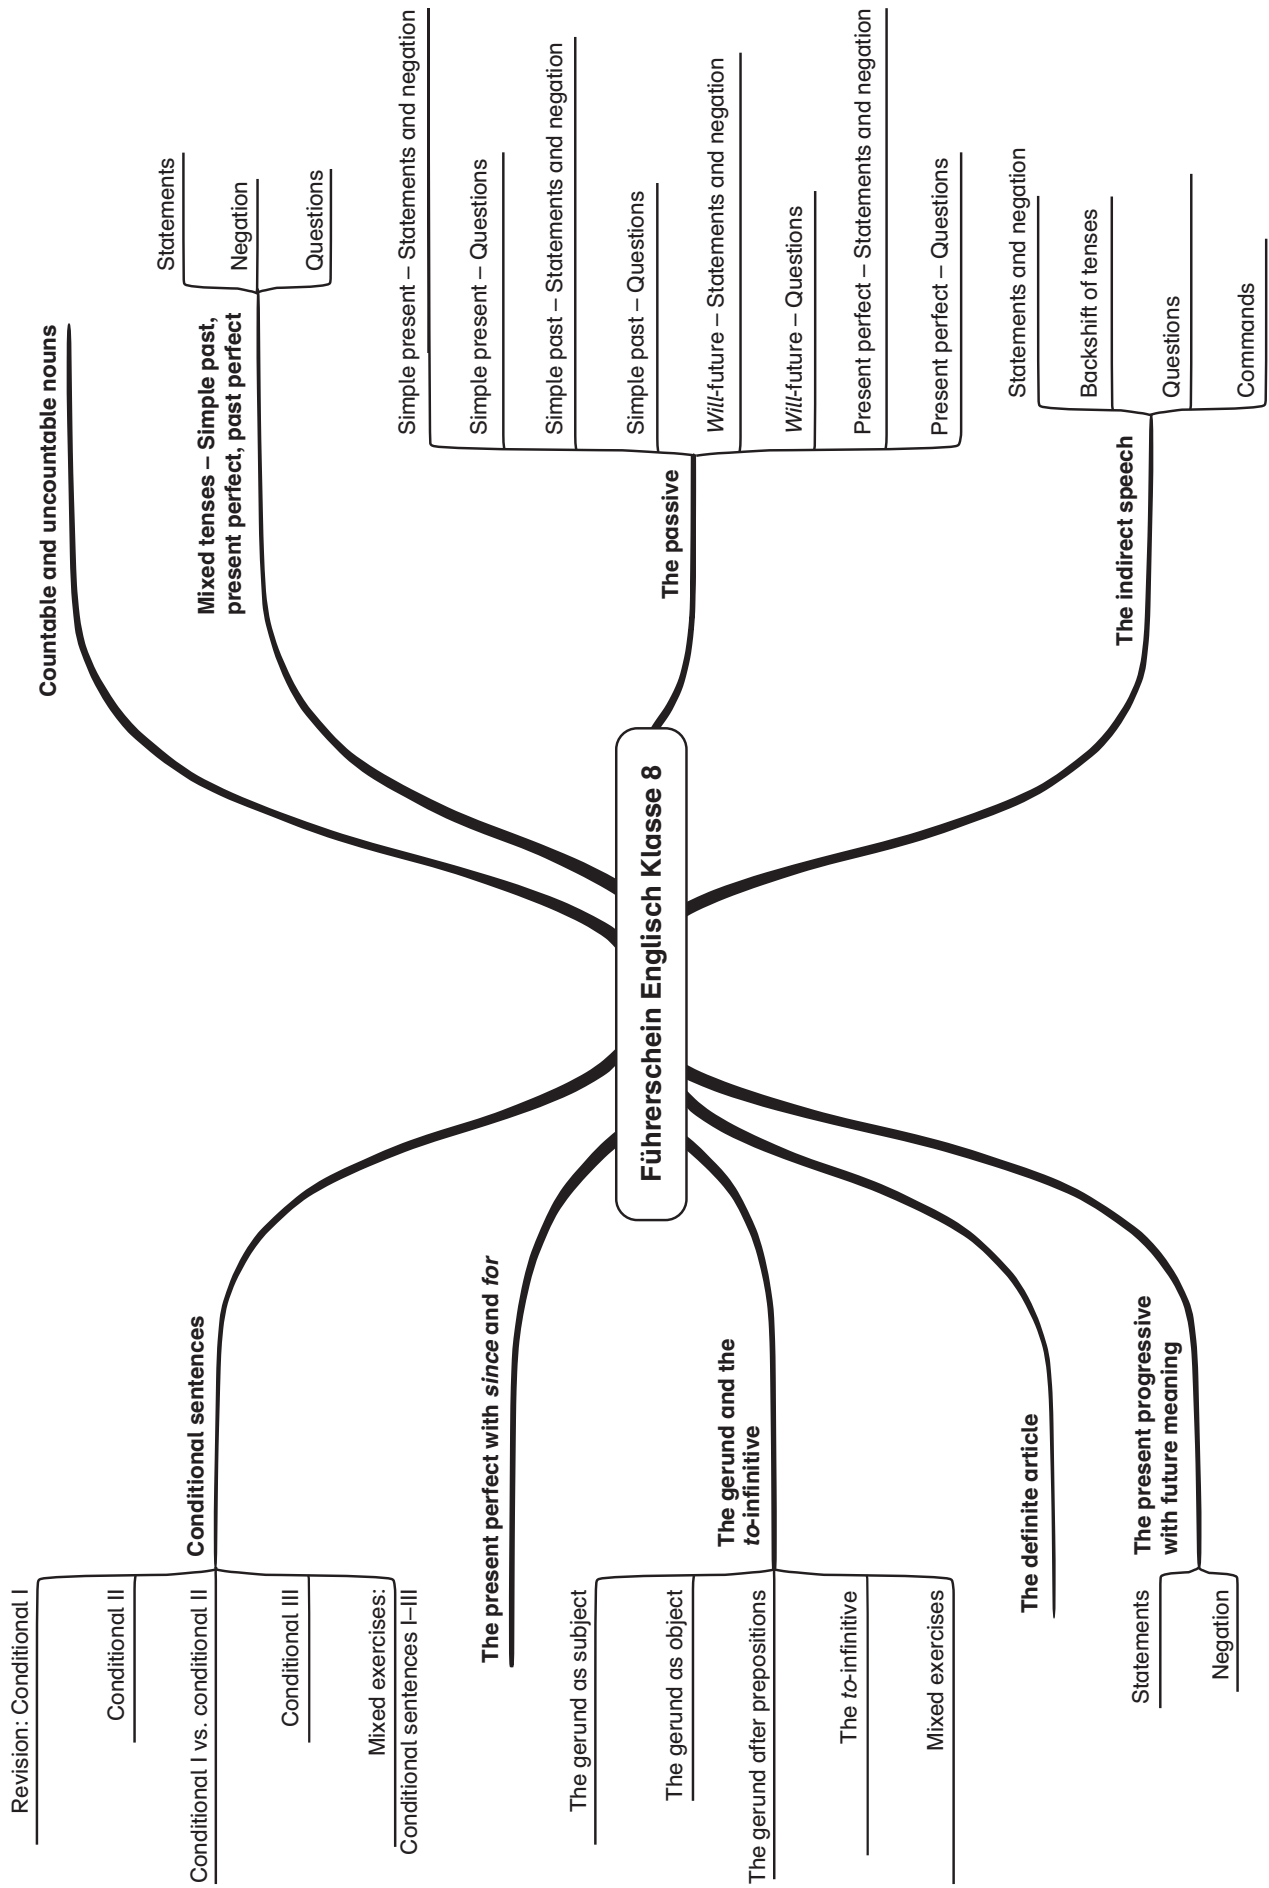 Führerschein Englisch Klasse 8
Revision: Conditional I
Conditional II
Conditional I vs. conditional II
Conditional III
Mixed exercises:
Conditional sentences I–III
Conditional sentences
The present perfect with since and for
The gerund as subject
The gerund as object
The gerund after prepositions
The to-infinitive
Mixed exercises
The gerund and the
to-infinitive
The definite article
Statements
Negation
The present progressive
with future meaning
Countable and uncountable nouns
Mixed tenses – Simple past,
present perfect, past perfect
Statements
Negation
Questions
The passive
Simple present – Statements and negation
Simple present – Questions
Simple past – Statements and negation
Simple past – Questions
Will-future – Statements and negation
Will-future – Questions
Present perfect – Statements and negation
Present perfect – Questions
The indirect speech
Statements and negation
Backshift of tenses
Questions
Commands